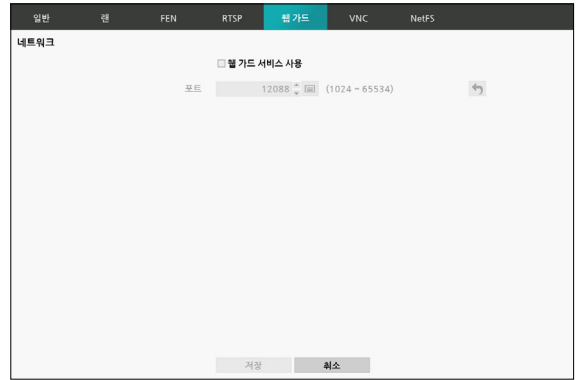 일반 랜 FEN RTSP 웹 가드 VNC NetFS
네트워크
웹 가드 서비스 사용
포트 12088 (1024 ~ 65534)
저장 취소